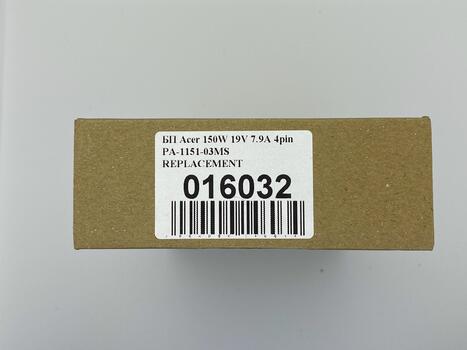 БП Acer 150W 19V 7.9A 4pin
PA-1151-03MS
REPLACEMENT
016032